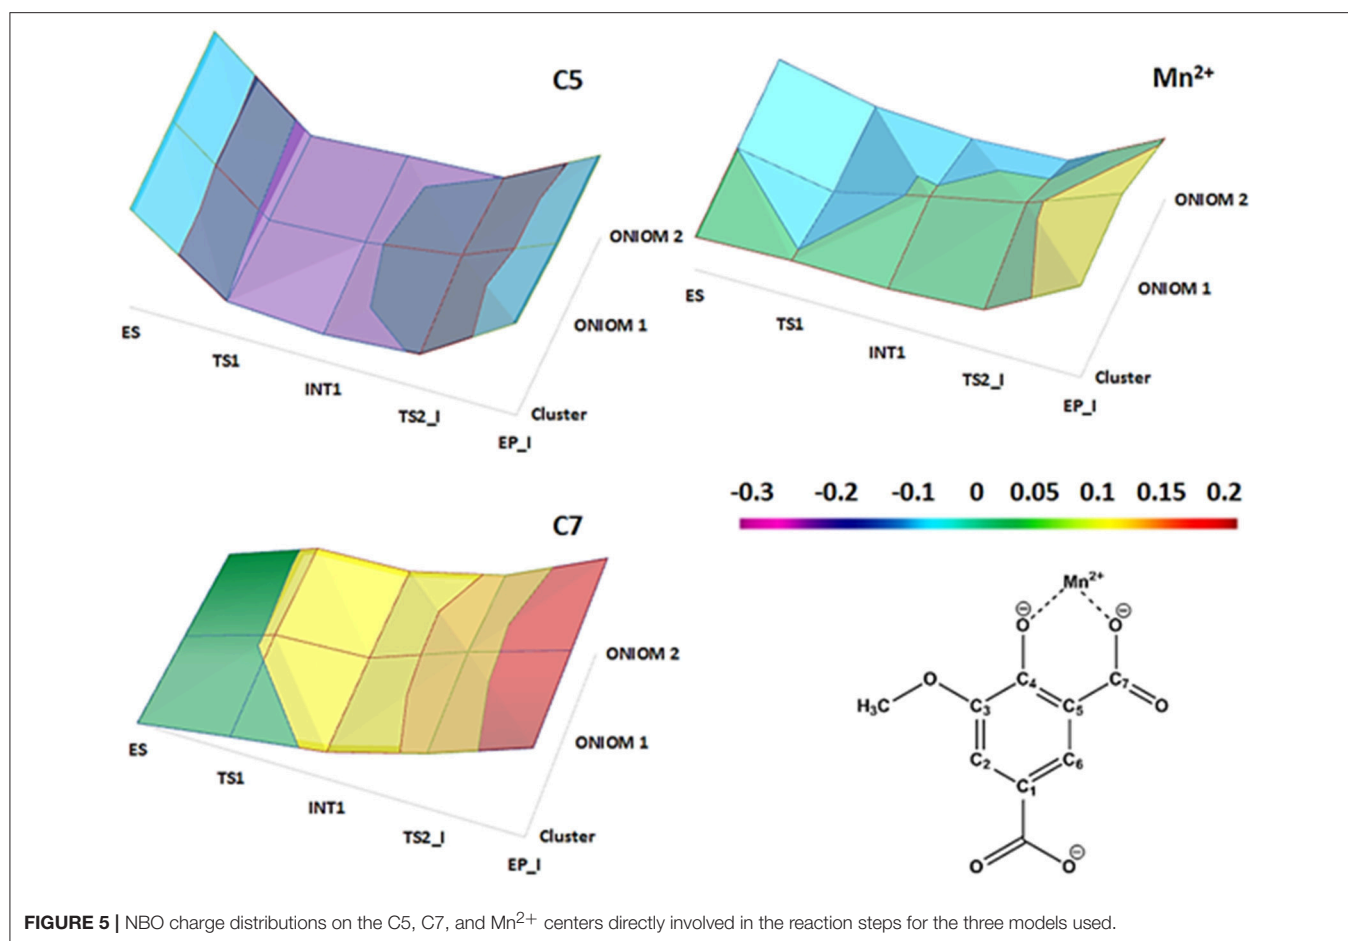 C5
ONIOM 2
ONIOM 1
Cluster
ES
TS1
INT1
TS2_I
EP_I
Mn²⁺
ONIOM 2
ONIOM 1
Cluster
ES
TS1
INT1
TS2_I
EP_I
C7
ONIOM 2
ONIOM 1
Cluster
ES
TS1
INT1
TS2_I
EP_I
-0.3 -0.2 -0.1 0 0.05 0.1 0.15 0.2
Mn²⁺
⊖ ⊖
O O
O C₄ C₇
H₃C C₃ C₅ O
C₂ C₆
C₁
⊖
O O
FIGURE 5 | NBO charge distributions on the C5, C7, and Mn²⁺ centers directly involved in the reaction steps for the three models used.